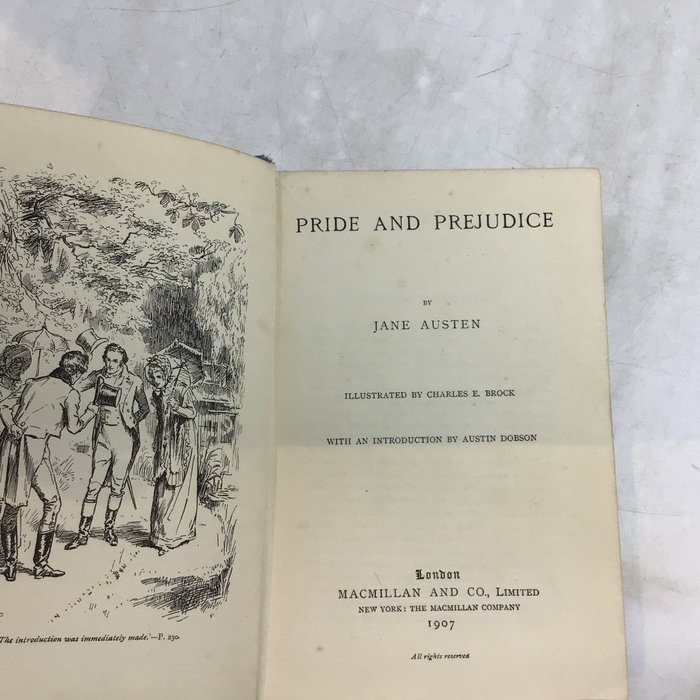 The introduction was immediately made.'—P. 230.
PRIDE AND PREJUDICE
BY
JANE AUSTEN
ILLUSTRATED BY CHARLES E. BROCK
WITH AN INTRODUCTION BY AUSTIN DOBSON
London
MACMILLAN AND CO., LIMITED
NEW YORK: THE MACMILLAN COMPANY
1907
All rights reserved